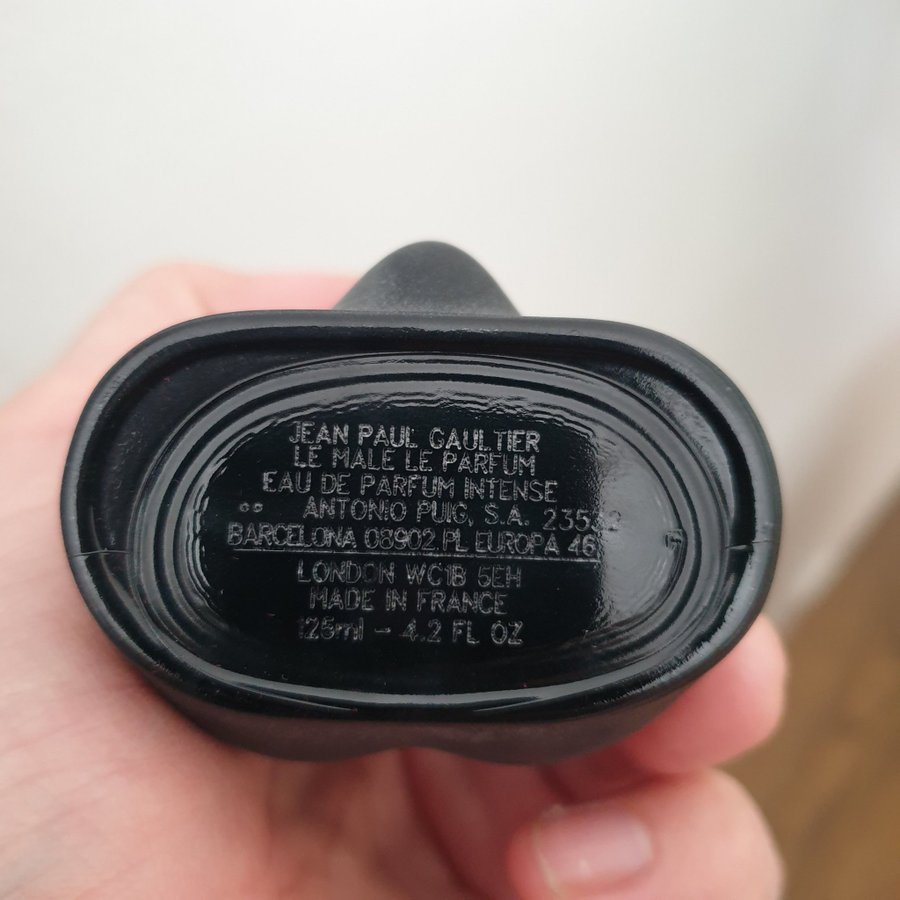 JEAN PAUL GAULTIER
LE MALE LE PARFUM
EAU DE PARFUM INTENSE
ANTONIO PUIG, S.A.
BARCELONA 08902 PL EUROPA 46
LONDON WC1B 5EH
MADE IN FRANCE
125ml - 4.2 FL OZ